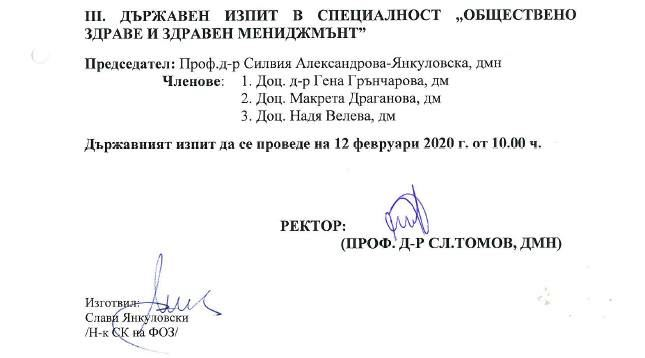 III. ДЪРЖАВЕН ИЗПИТ В СПЕЦИАЛНОСТ „ОБЩЕСТВЕНО
ЗДРАВЕ И ЗДРАВЕН МЕНИДЖМЪНТ”
Председател: Проф.д-р Силвия Александрова-Янкуловска, дмн
Членове: 1. Доц. д-р Гена Грънчарова, дм
2. Доц. Макрета Драганова, дм
3. Доц. Надя Велева, дм
Държавният изпит да се проведе на 12 февруари 2020 г. от 10.00 ч.
РЕКТОР:
(ПРОФ. Д-Р СЛ.ТОМОВ, ДМН)
Изготвил:
Слави Янкуловски
/Н-к СК на ФОЗ/